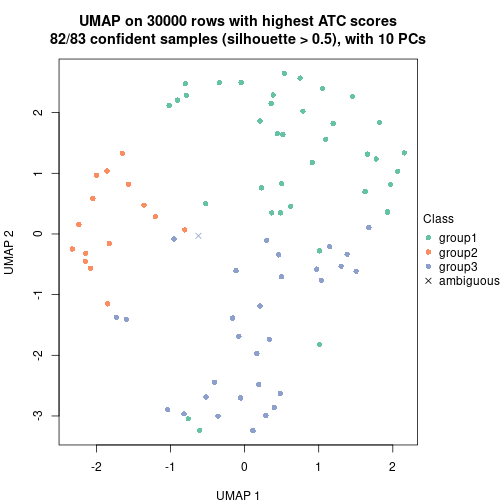 UMAP on 30000 rows with highest ATC scores
82/83 confident samples (silhouette > 0.5), with 10 PCs
2
1
0
-1
-2
-3
UMAP 2
-2
-1
0
1
2
UMAP 1
Class
group1
group2
group3
ambiguous